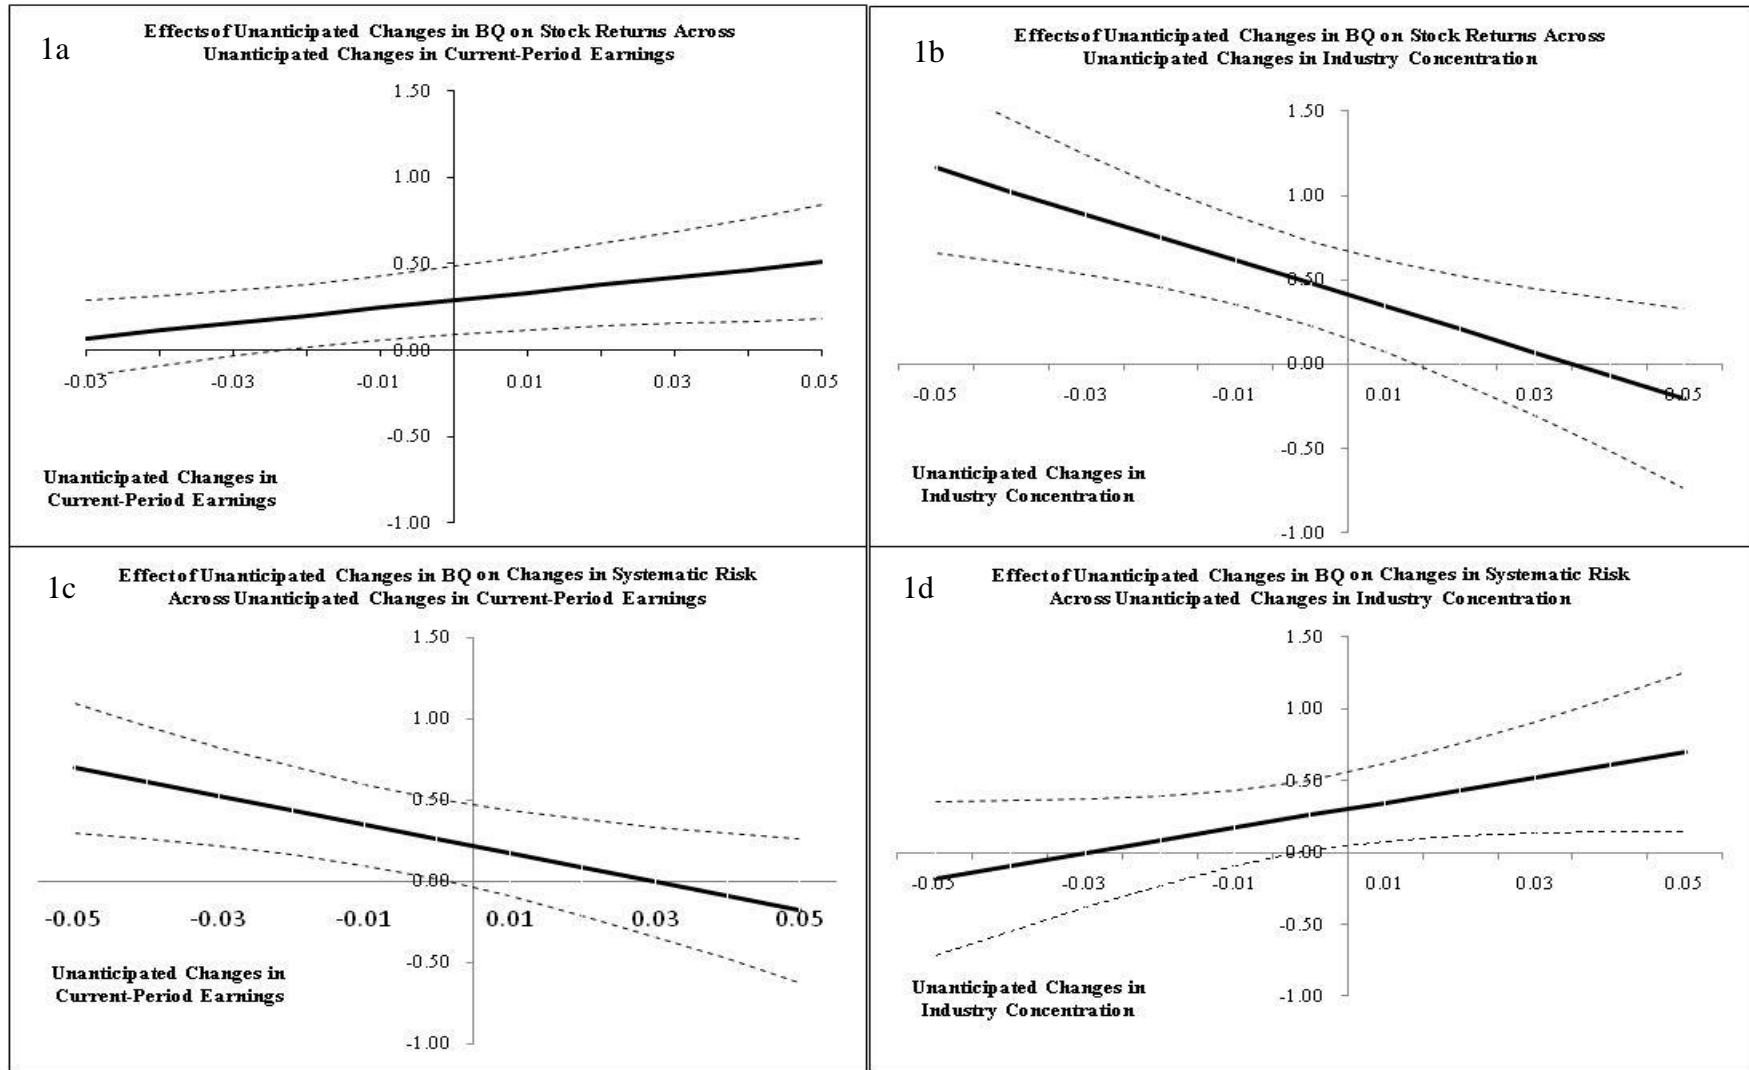 1a
Effects of Unanticipated Changes in BQ on Stock Returns Across
Unanticipated Changes in Current-Period Earnings
1.50
1.00
0.50
0.00
-0.05 -0.03 -0.01 0.01 0.03 0.05
-0.50
-1.00
Unanticipated Changes in
Current-Period Earnings
1b
Effects of Unanticipated Changes in BQ on Stock Returns Across
Unanticipated Changes in Industry Concentration
1.50
1.00
0.50
0.00
-0.05 -0.03 -0.01 0.01 0.03 0.05
-0.50
-1.00
Unanticipated Changes in
Industry Concentration
1c
Effect of Unanticipated Changes in BQ on Changes in Systematic Risk
Across Unanticipated Changes in Current-Period Earnings
1.50
1.00
0.50
0.00
-0.05 -0.03 -0.01 0.01 0.03 0.05
-0.50
-1.00
Unanticipated Changes in
Current-Period Earnings
1d
Effect of Unanticipated Changes in BQ on Changes in Systematic Risk
Across Unanticipated Changes in Industry Concentration
1.50
1.00
0.50
0.00
-0.05 -0.03 -0.01 0.01 0.03 0.05
-0.50
-1.00
Unanticipated Changes in
Industry Concentration